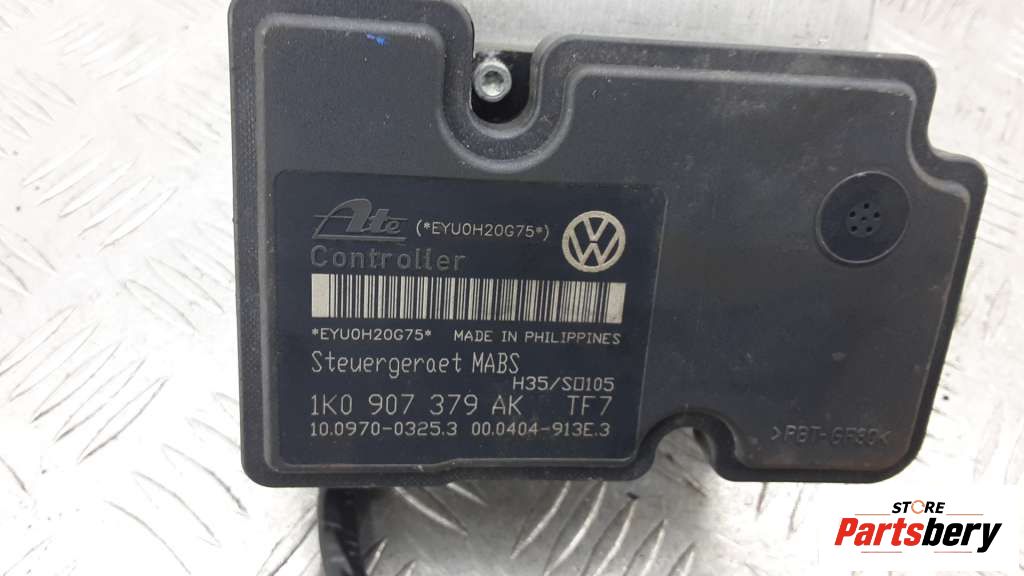 Ate (*EYU0H20G75*)
Controller
*EYU0H20G75* MADE IN PHILIPPINES
Steuergeraet MABS
H35/S0105
1K0 907 379 AK TF7
10.0970-0325.3 00.0404-913E.3
>PBT-GF30<
STORE
Partsbery